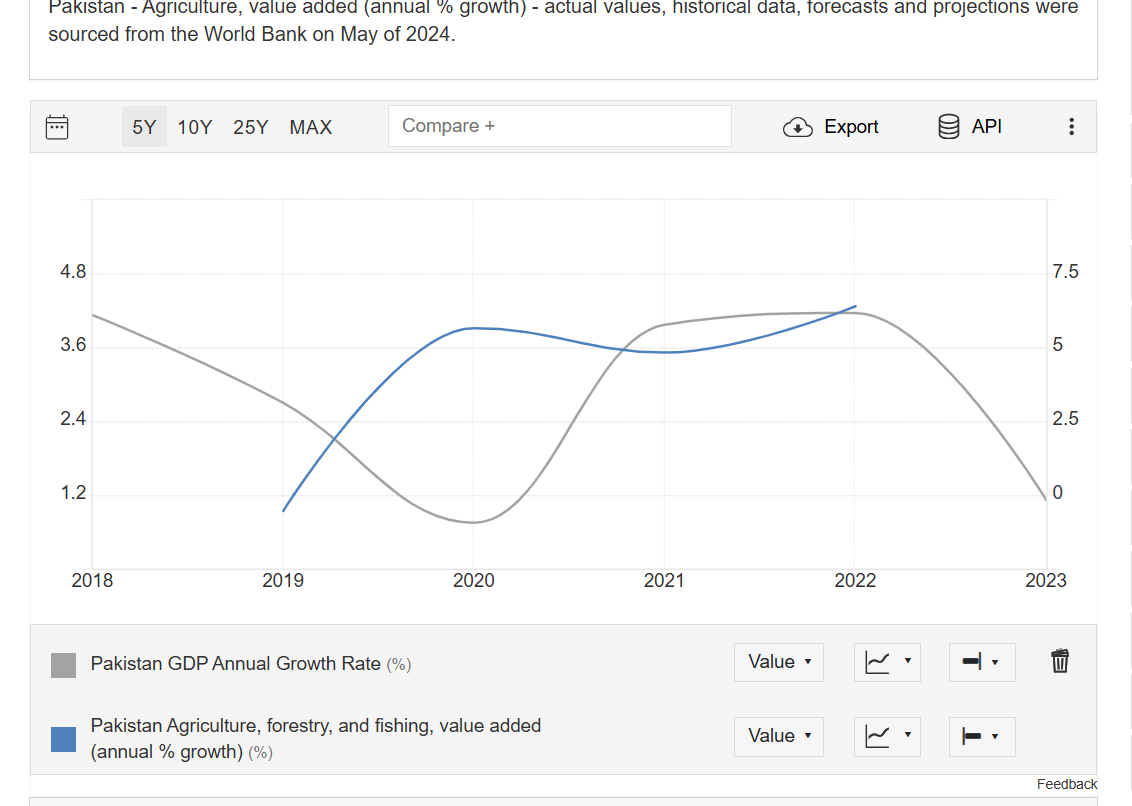 Pakistan - Agriculture, value added (annual % growth) - actual values, historical data, forecasts and projections were
sourced from the World Bank on May of 2024.
5Y 10Y 25Y MAX Compare + Export API
4.8 7.5
3.6 5
2.4 2.5
1.2 0
2018 2019 2020 2021 2022 2023
Pakistan GDP Annual Growth Rate (%) Value
Pakistan Agriculture, forestry, and fishing, value added
(annual % growth) (%) Value
Feedback